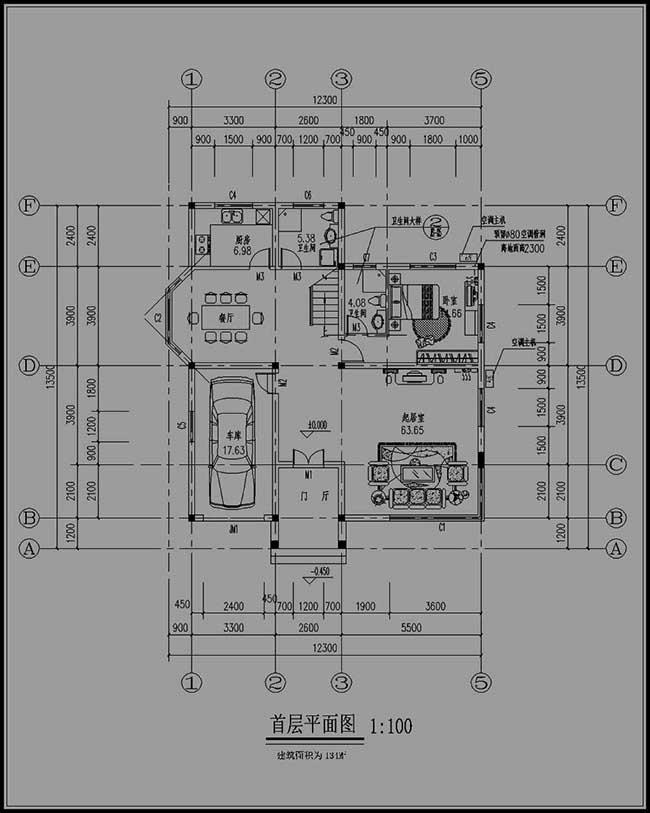 1 2 3 5
12300
900 3300 2600 1800 3700
450 450
900 1500 900 700 1200 700 900 1800 1000
C4 C6
F F
卫生间大样
2
空调主机
预留ø80空调管洞
离地面高2300
2400 2400
厨房
6.98
5.38
卫生间
E E
M3 M3 C7 C3
1500
4.08
卫生间
卧室
C2
餐厅
3900 3900
1500
C4
M3
空调主机
M2
900
D D
13500 13500
M2
900
1800
车库
17.63
起居室
63.65
±0.000
C4
C5
3900 3900
1200
1500
900
1500
C C
M1
门 厅
2100 2100 2100 2100
B B
JM1 C1
1200 1200
A A
-0.450
450 450
2400 700 1200 700 1900 3600
900 3300 2600 5500
12300
1 2 3 5
首层平面图 1:100
建筑面积为131M²